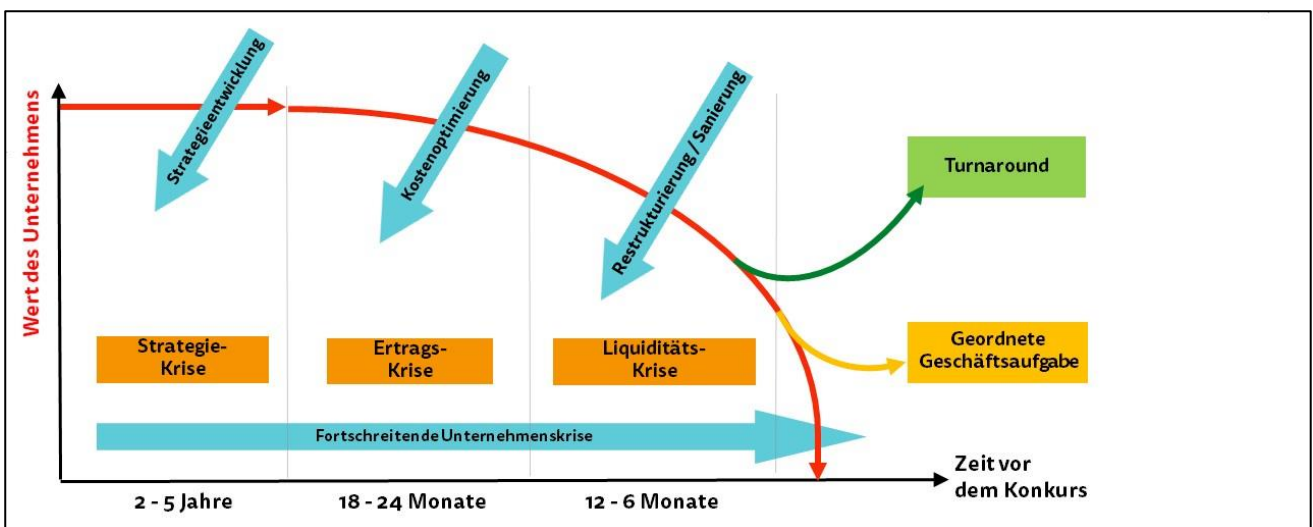 Wert des Unternehmens
Strategieentwicklung
Kostenoptimierung
Restrukturierung / Sanierung
Turnaround
Strategie-
Krise
Ertrags-
Krise
Liquiditäts-
Krise
Geordnete
Geschäftsaufgabe
Fortschreitende Unternehmenskrise
2 - 5 Jahre
18 - 24 Monate
12 - 6 Monate
Zeit vor
dem Konkurs